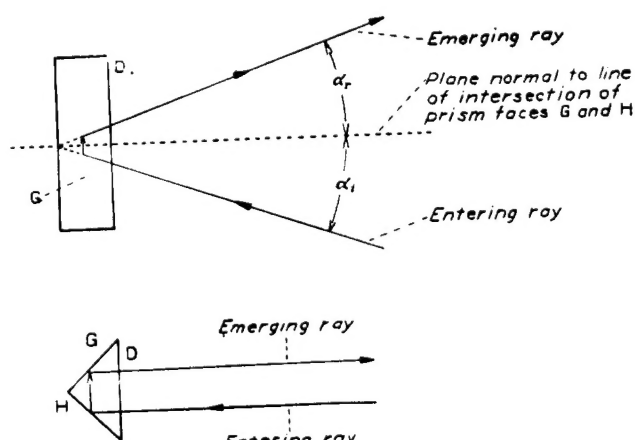 Emerging ray
D.
αr
Plane normal to line
of intersection of
prism faces G and H
G
αi
Entering ray
Emerging ray
G
D
H
Entering ray